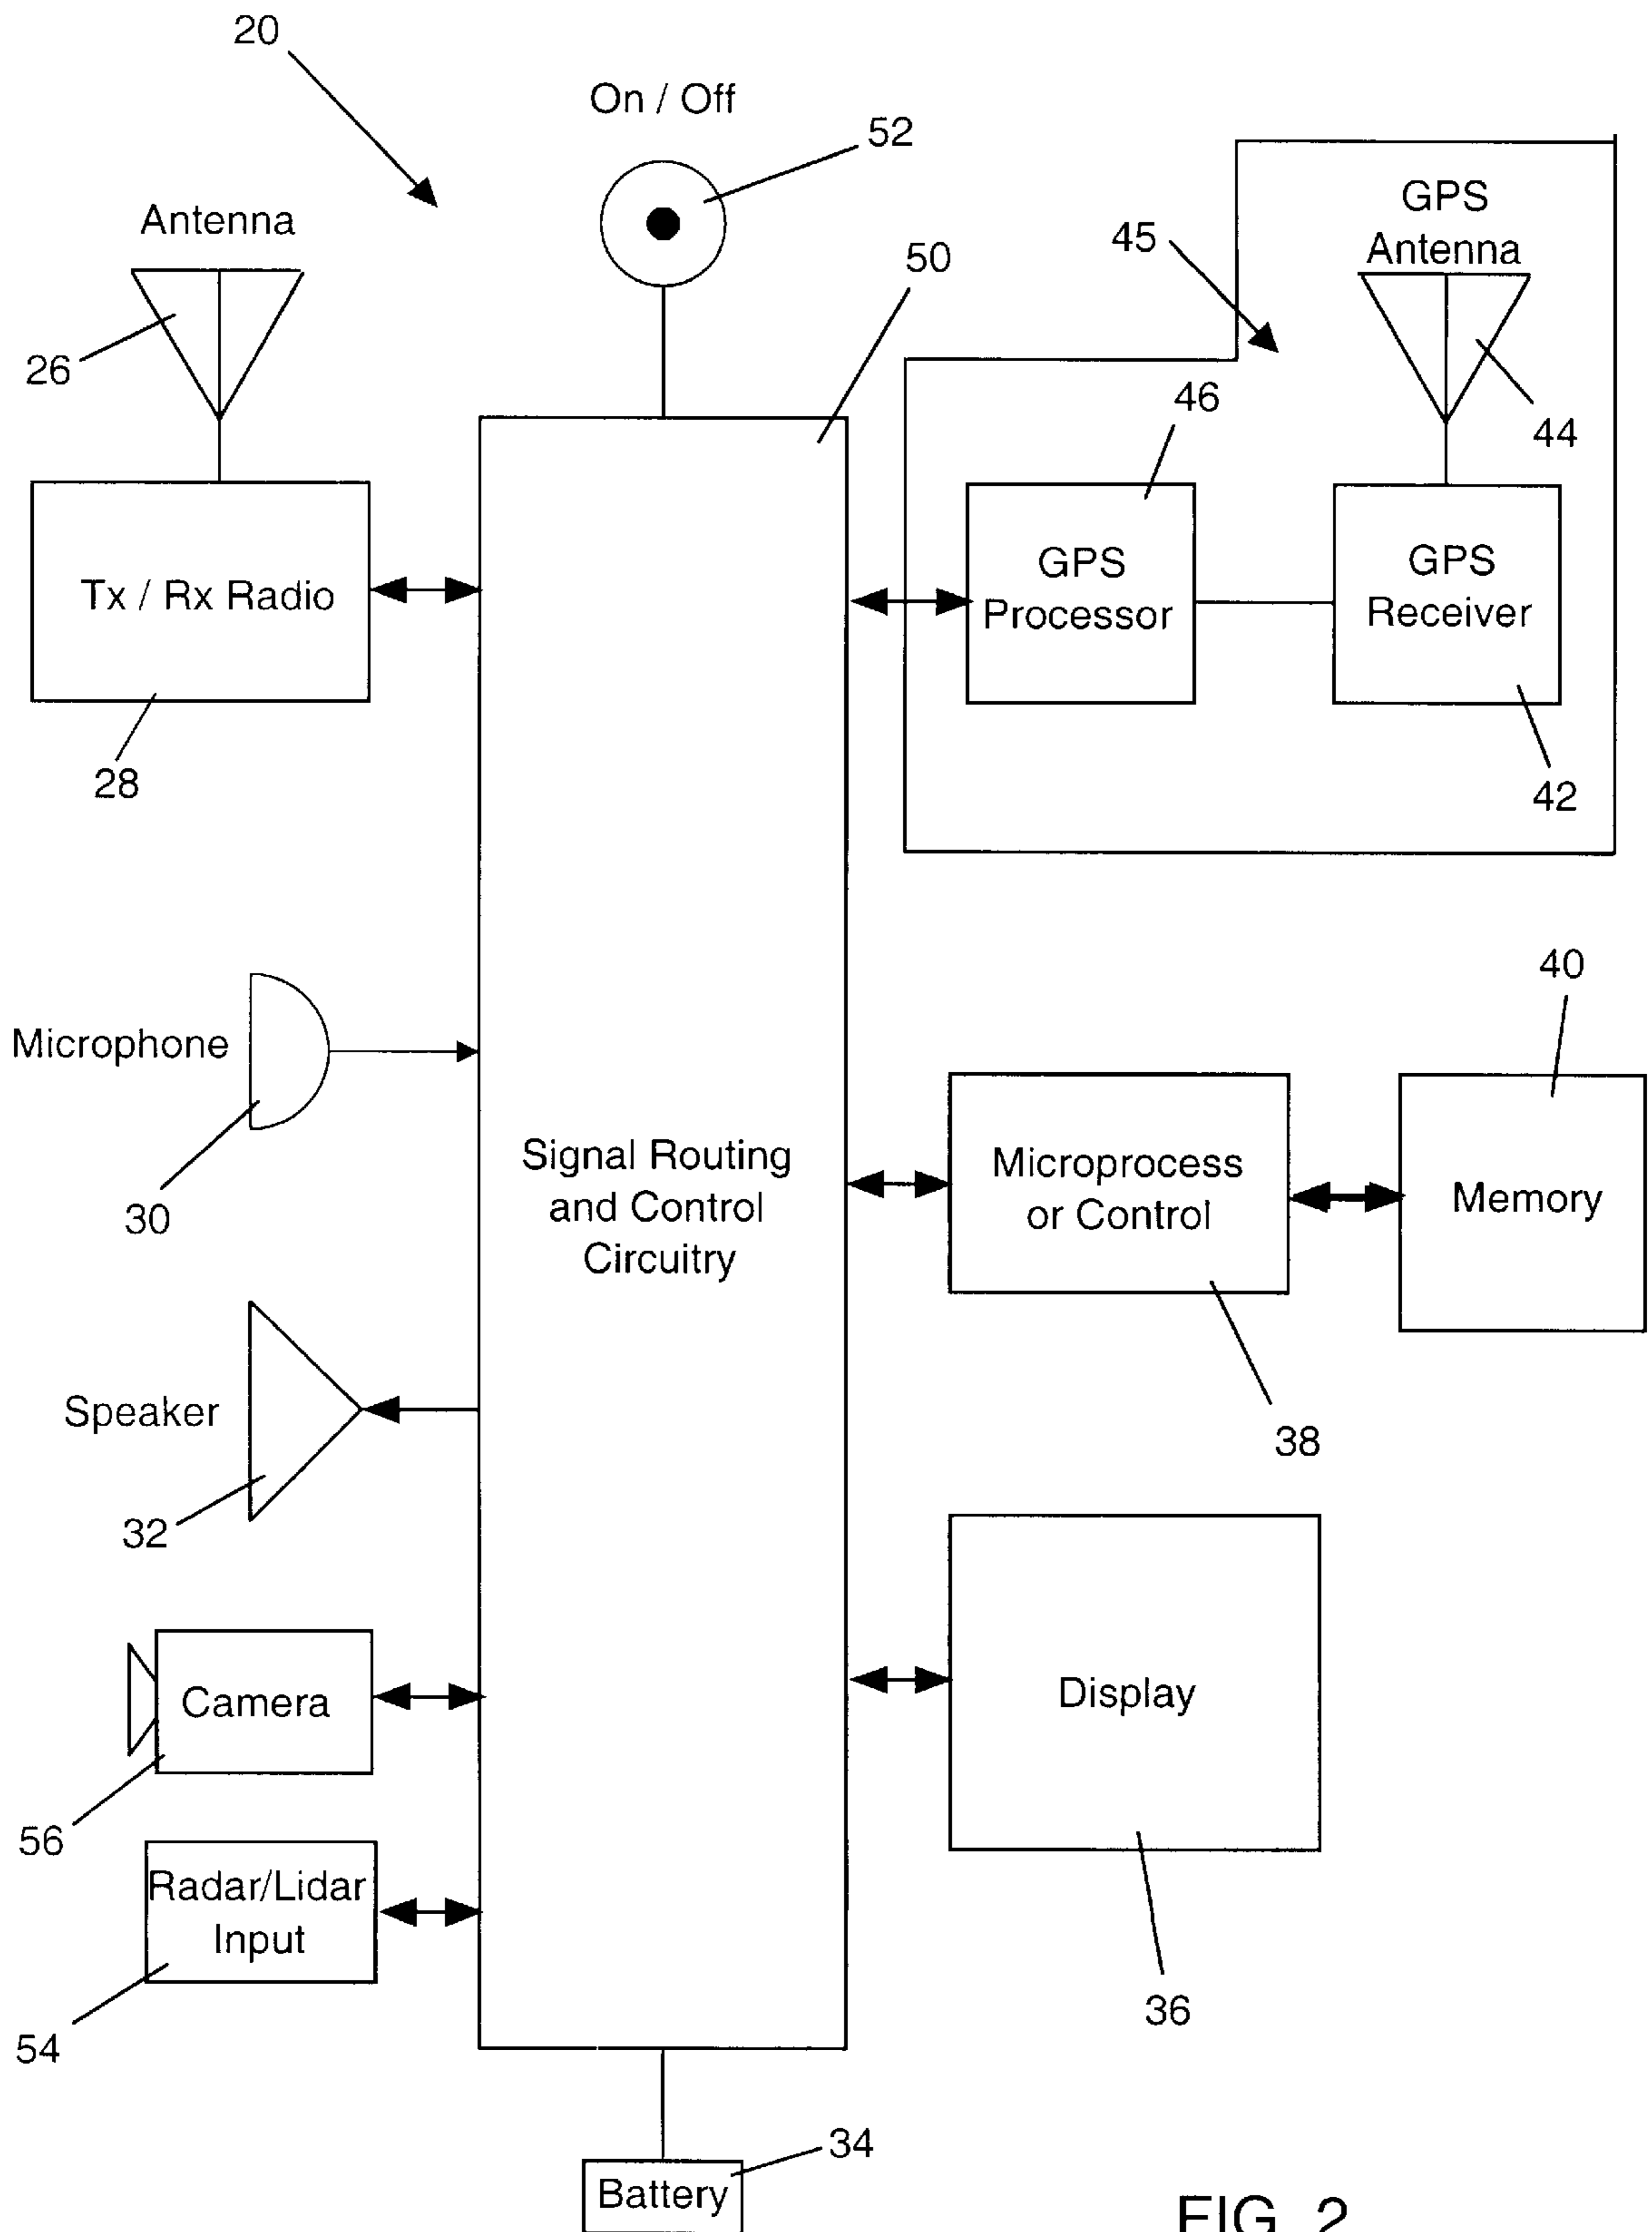 20
On / Off
52
Antenna
GPS
Antenna
45
50
26
46
44
Tx / Rx Radio
GPS
Processor
GPS
Receiver
28
42
40
Microphone
30
Signal Routing
and Control
Circuitry
Microprocess
or Control
Memory
38
Speaker
32
Camera
Display
56
Radar/Lidar
Input
36
54
34
Battery
FIG. 2